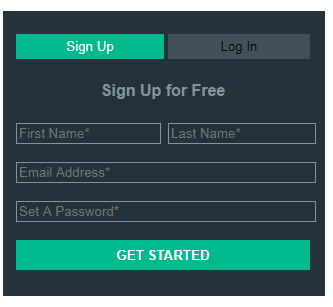 Sign Up Log In
Sign Up for Free
First Name* Last Name*
Email Address*
Set A Password*
GET STARTED